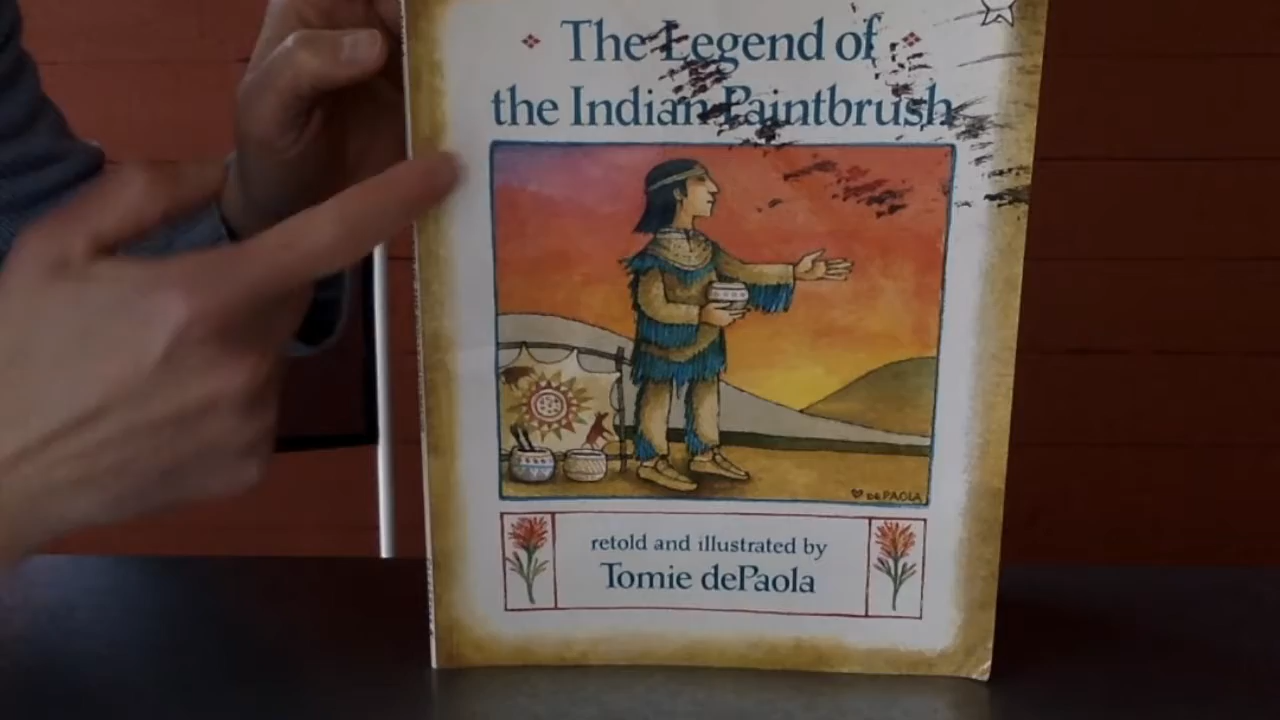 The Legend of
the Indian Paintbrush
♥ dePAOLA
retold and illustrated by
Tomie dePaola